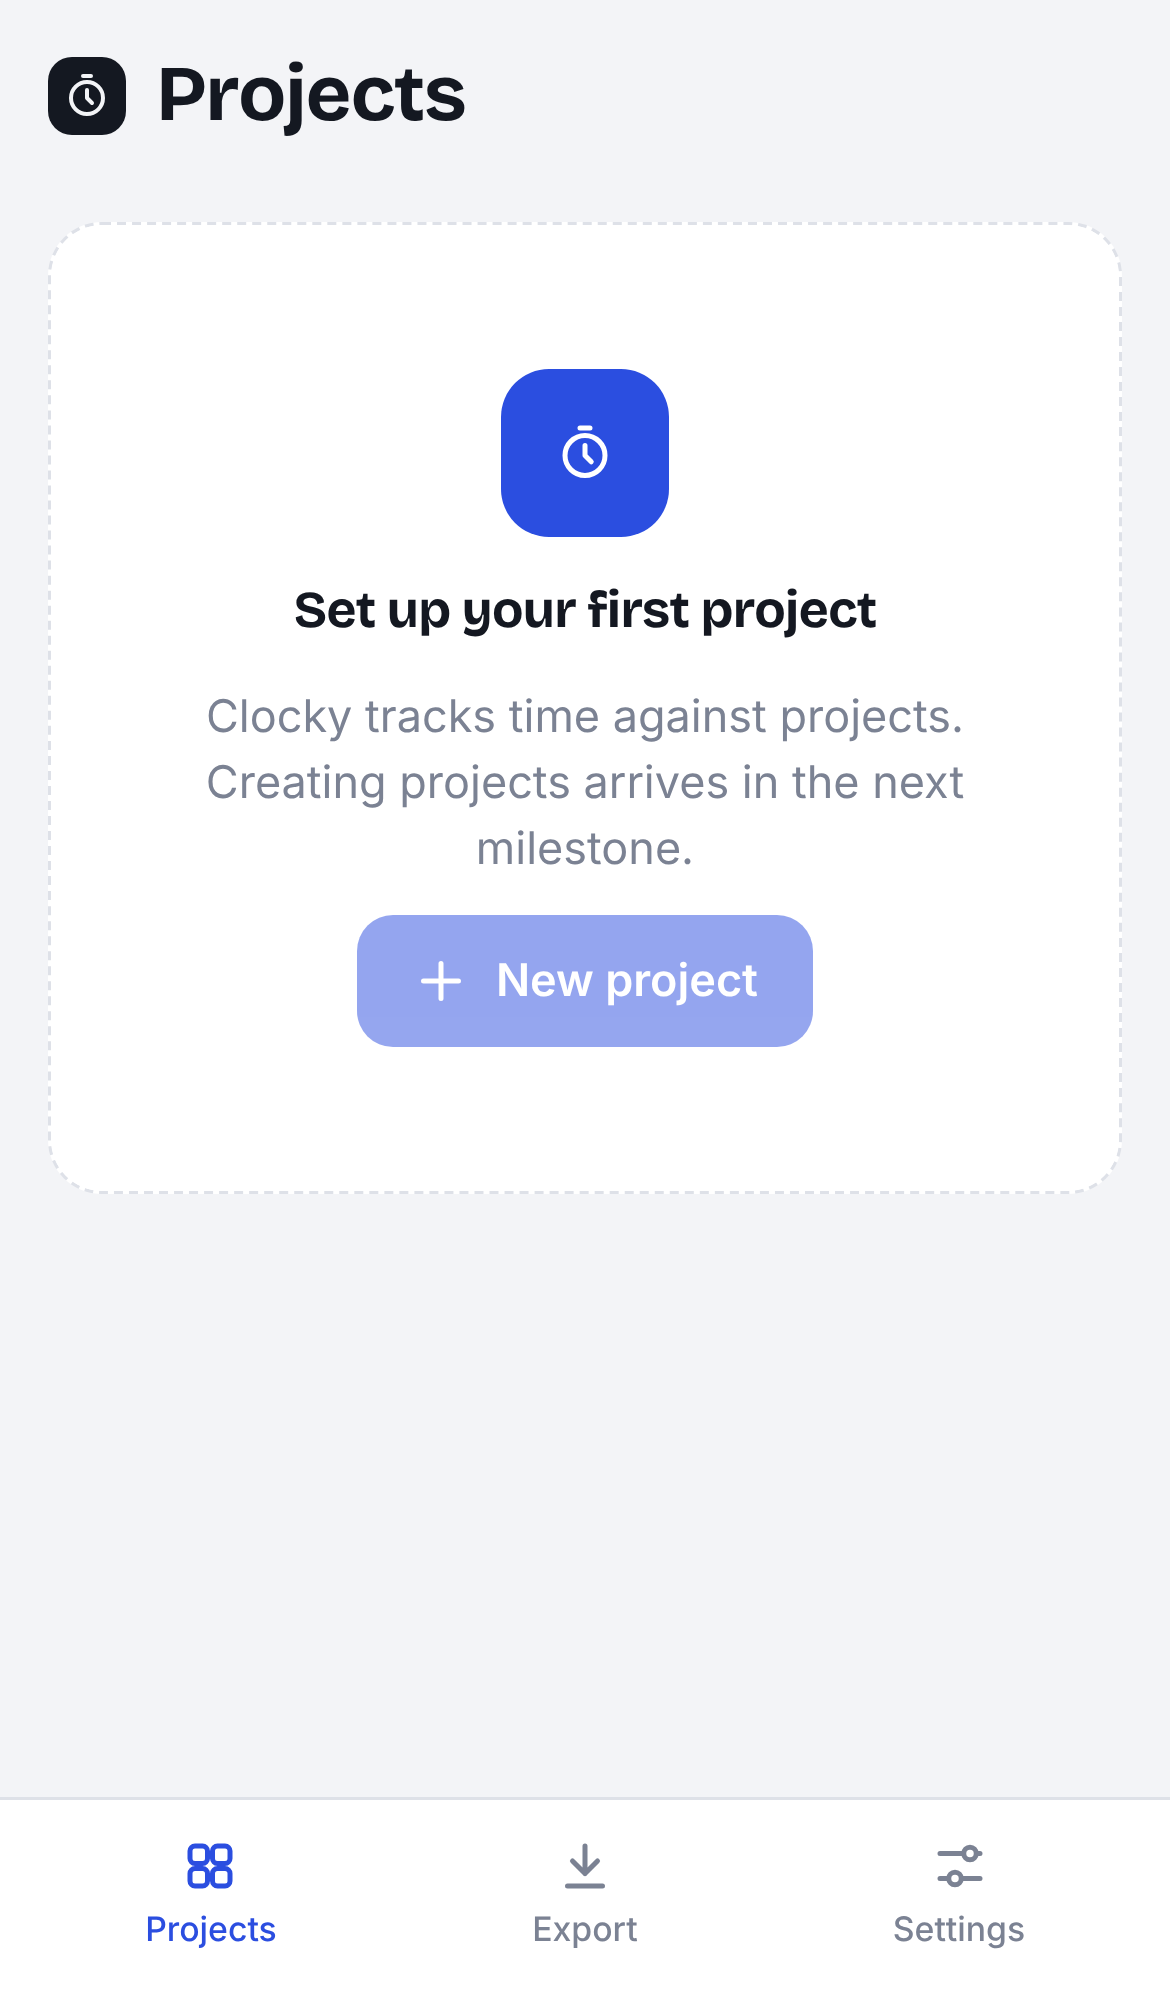 Projects
Set up your first project
Clocky tracks time against projects.
Creating projects arrives in the next
milestone.
New project
Projects
Export
Settings